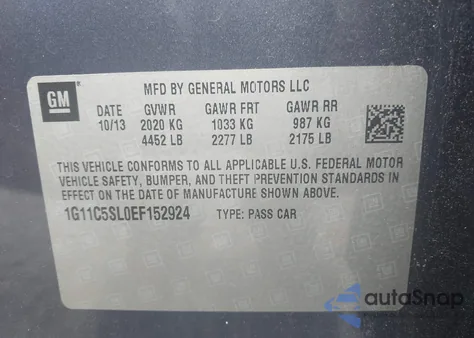 GM
MFD BY GENERAL MOTORS LLC
DATE GVWR GAWR FRT GAWR RR
10/13 2020 KG 1033 KG 987 KG
4452 LB 2277 LB 2175 LB
THIS VEHICLE CONFORMS TO ALL APPLICABLE U.S. FEDERAL MOTOR
VEHICLE SAFETY, BUMPER, AND THEFT PREVENTION STANDARDS IN
EFFECT ON THE DATE OF MANUFACTURE SHOWN ABOVE.
1G11C5SL0EF152924 TYPE: PASS CAR
autoSnap